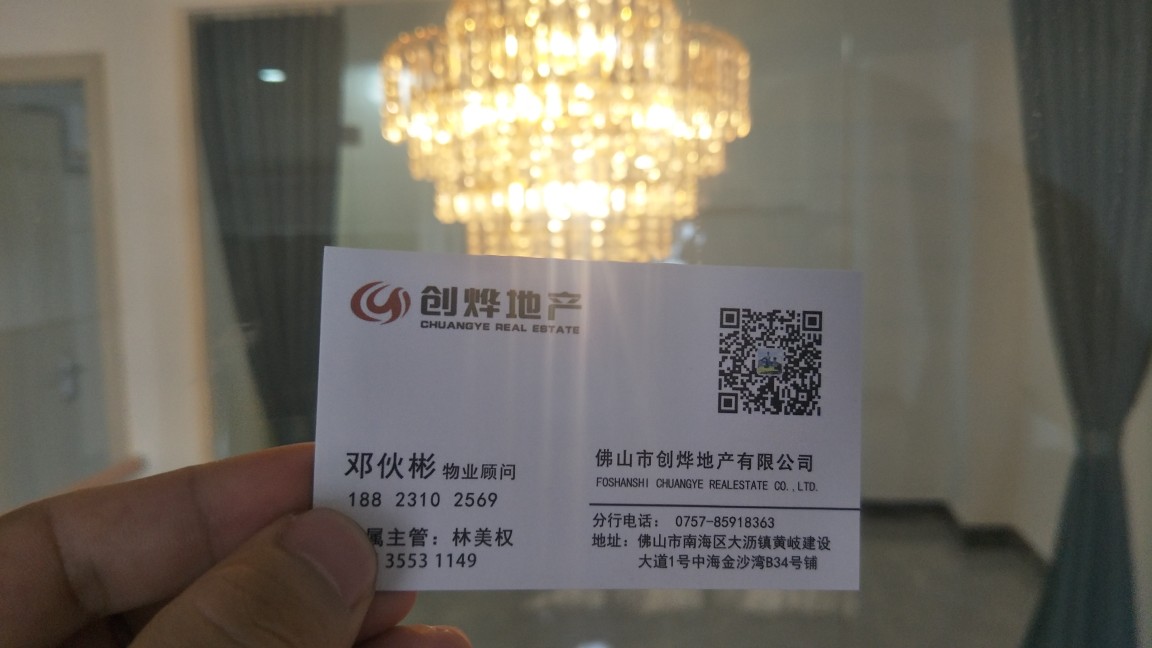 创烨地产
CHUANGYE REAL ESTATE
邓伙彬 物业顾问
188 2310 2569
属主管：林美权
3553 1149
佛山市创烨地产有限公司
FOSHANSHI CHUANGYE REALESTATE CO.,LTD.
分行电话： 0757-85918363
地址：佛山市南海区大沥镇黄岐建设
大道1号中海金沙湾B34号铺